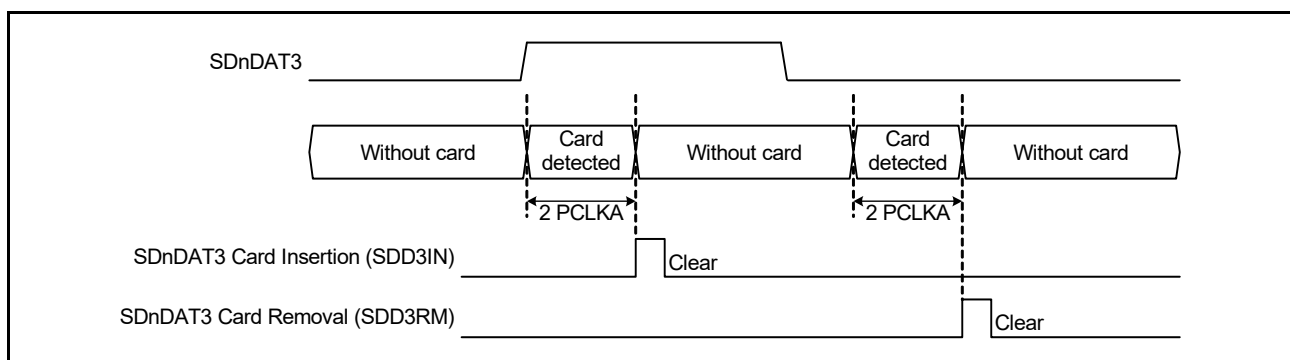 SDnDAT3
Without card
Card
detected
Without card
Card
detected
Without card
2 PCLKA
2 PCLKA
SDnDAT3 Card Insertion (SDD3IN)
Clear
SDnDAT3 Card Removal (SDD3RM)
Clear